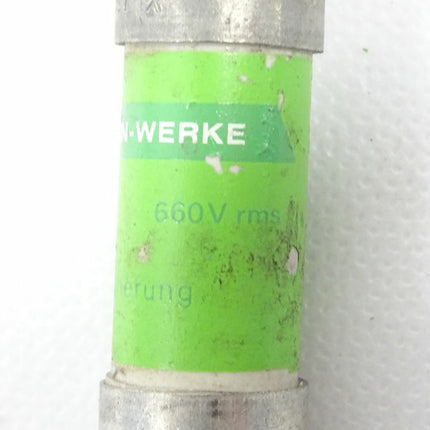 N-WERKE
660V rms
erung